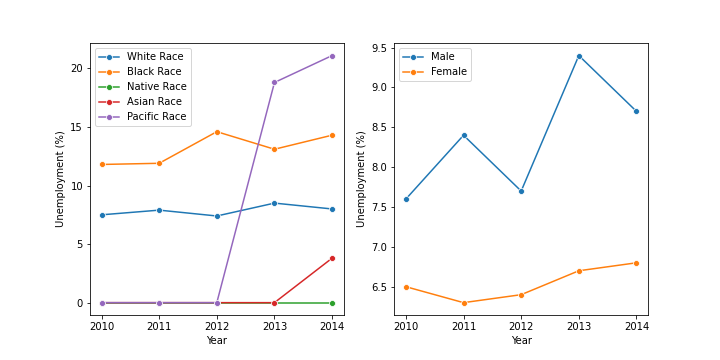 White Race
Black Race
Native Race
Asian Race
Pacific Race
20
15
10
5
0
Unemployment (%)
2010 2011 2012 2013 2014
Year
Male
Female
9.5
9.0
8.5
8.0
7.5
7.0
6.5
Unemployment (%)
2010 2011 2012 2013 2014
Year